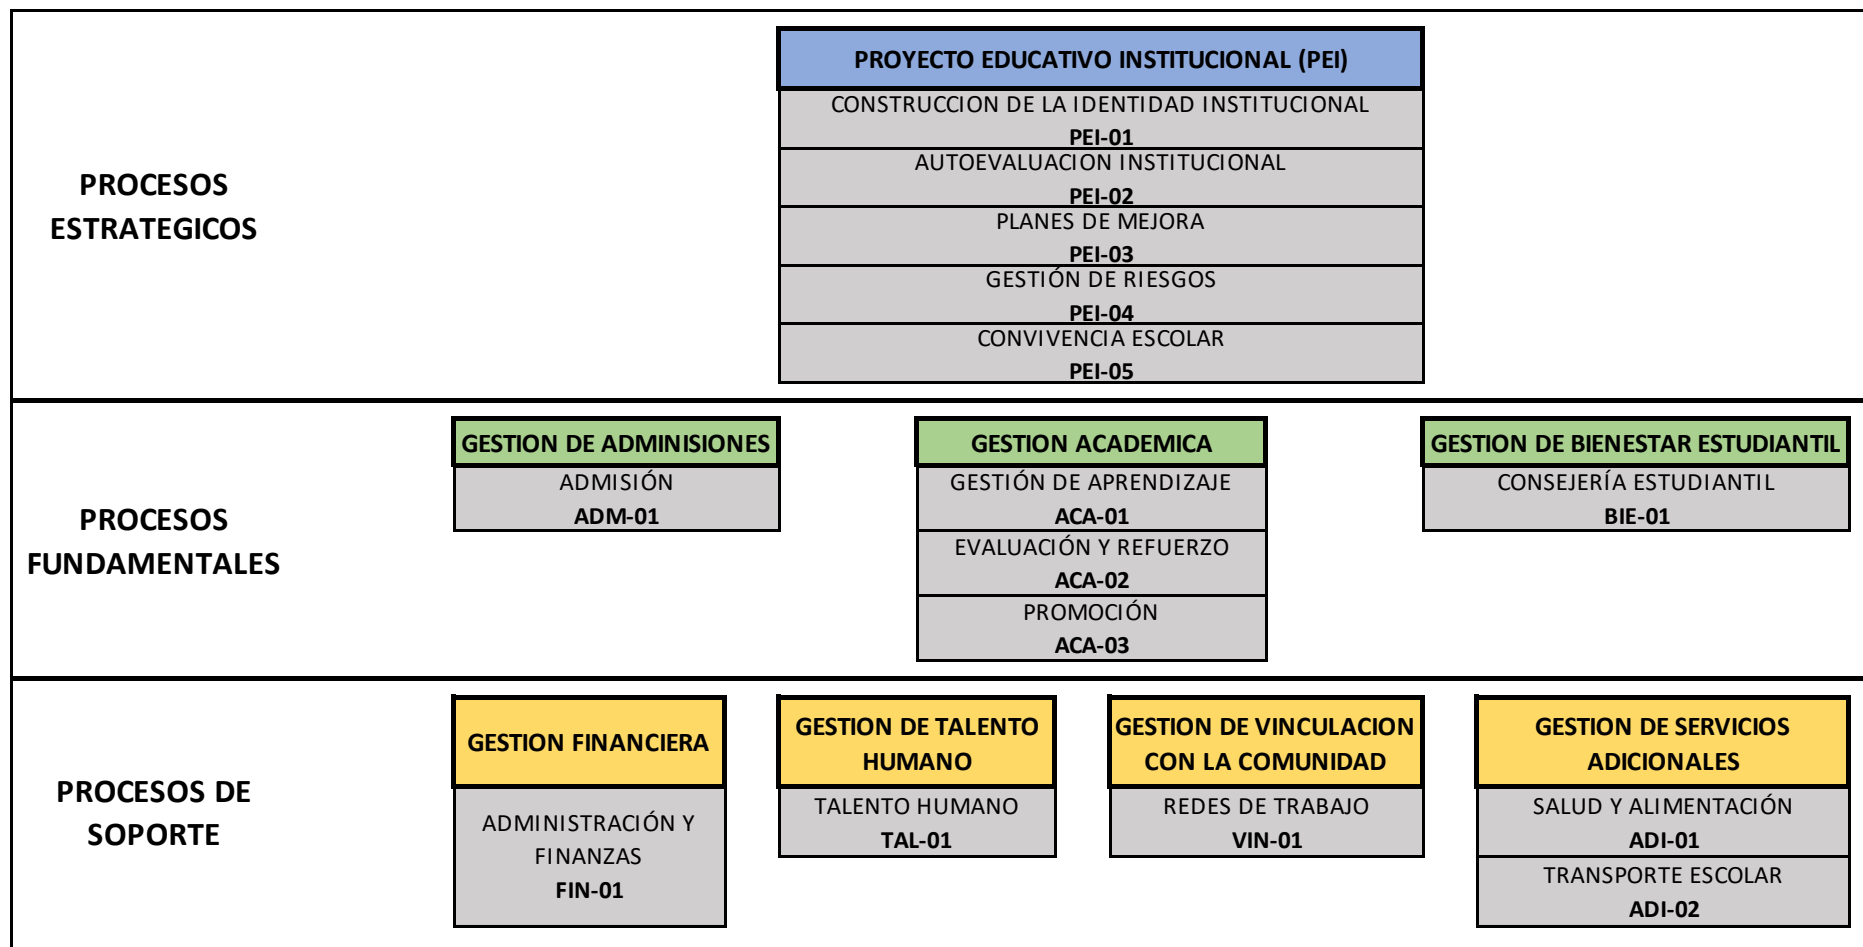 PROCESOS
ESTRATEGICOS
PROYECTO EDUCATIVO INSTITUCIONAL (PEI)
CONSTRUCCION DE LA IDENTIDAD INSTITUCIONAL
PEI-01
AUTOEVALUACION INSTITUCIONAL
PEI-02
PLANES DE MEJORA
PEI-03
GESTIÓN DE RIESGOS
PEI-04
CONVIVENCIA ESCOLAR
PEI-05
PROCESOS
FUNDAMENTALES
GESTION DE ADMINISIONES
ADMISIÓN
ADM-01
GESTION ACADEMICA
GESTIÓN DE APRENDIZAJE
ACA-01
EVALUACIÓN Y REFUERZO
ACA-02
PROMOCIÓN
ACA-03
GESTION DE BIENESTAR ESTUDIANTIL
CONSEJERÍA ESTUDIANTIL
BIE-01
PROCESOS DE
SOPORTE
GESTION FINANCIERA
ADMINISTRACIÓN Y
FINANZAS
FIN-01
GESTION DE TALENTO
HUMANO
TALENTO HUMANO
TAL-01
GESTION DE VINCULACION
CON LA COMUNIDAD
REDES DE TRABAJO
VIN-01
GESTION DE SERVICIOS
ADICIONALES
SALUD Y ALIMENTACIÓN
ADI-01
TRANSPORTE ESCOLAR
ADI-02